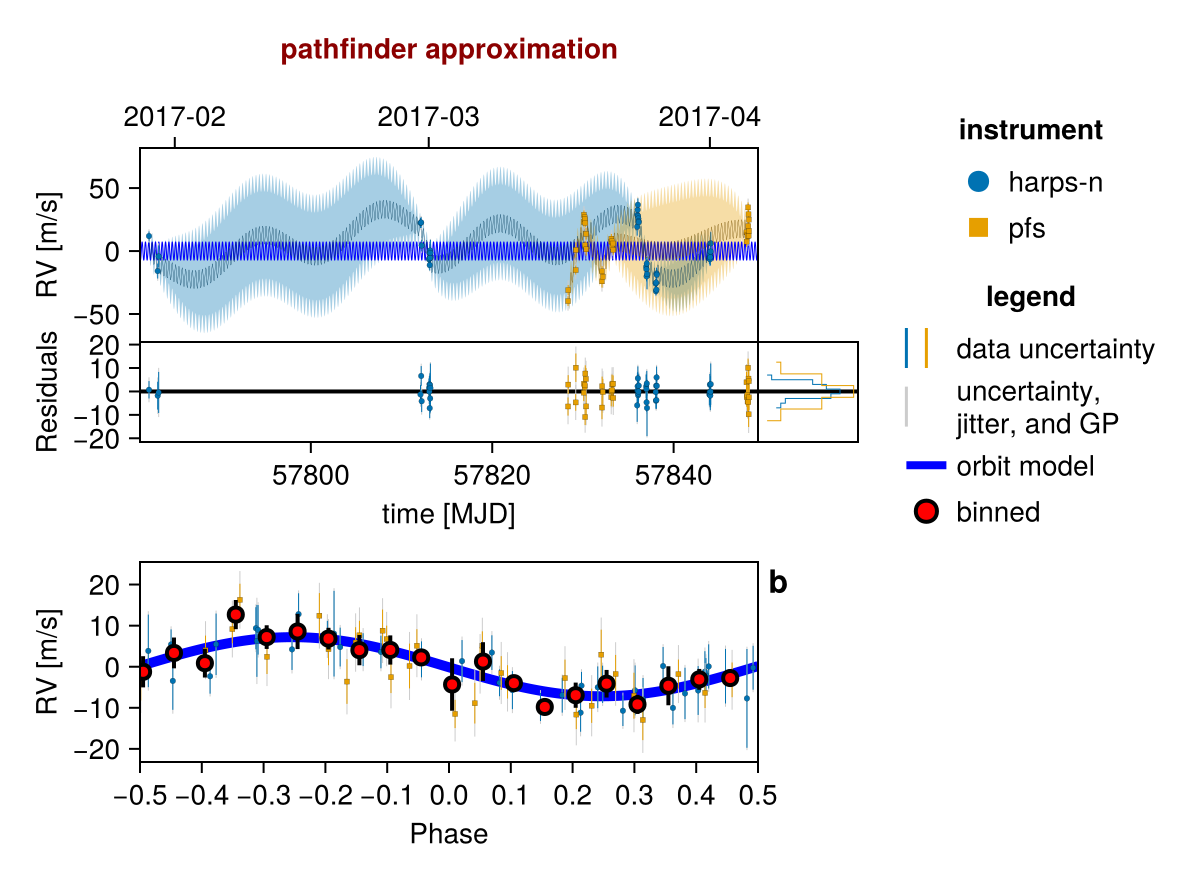 pathfinder approximation
2017-02 2017-03 2017-04
RV [m/s]
50
0
−50
Residuals
20
10
0
−10
−20
57800 57820 57840
time [MJD]
instrument
harps-n
pfs
legend
data uncertainty
uncertainty,
jitter, and GP
orbit model
binned
b
RV [m/s]
20
10
0
−10
−20
−0.5 −0.4 −0.3 −0.2 −0.1 0.0 0.1 0.2 0.3 0.4 0.5
Phase